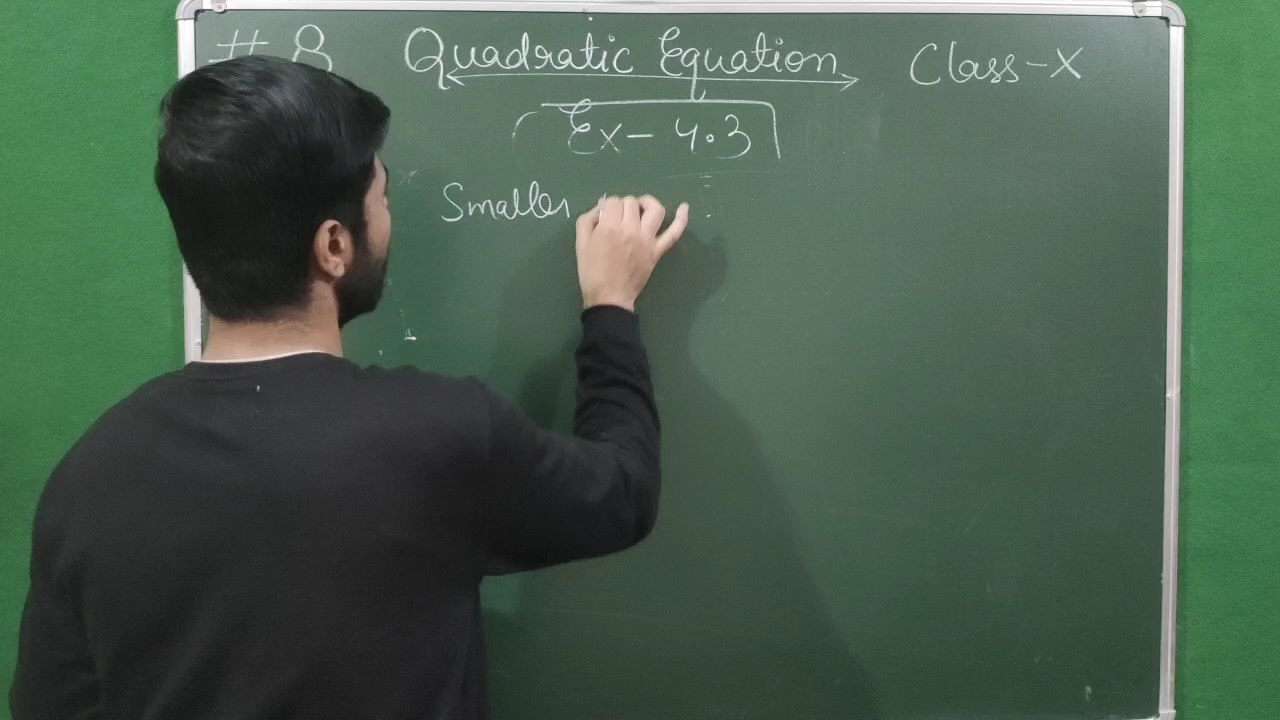 # 8 Quadratic Equation Class-X
Ex - 4.3
Smaller